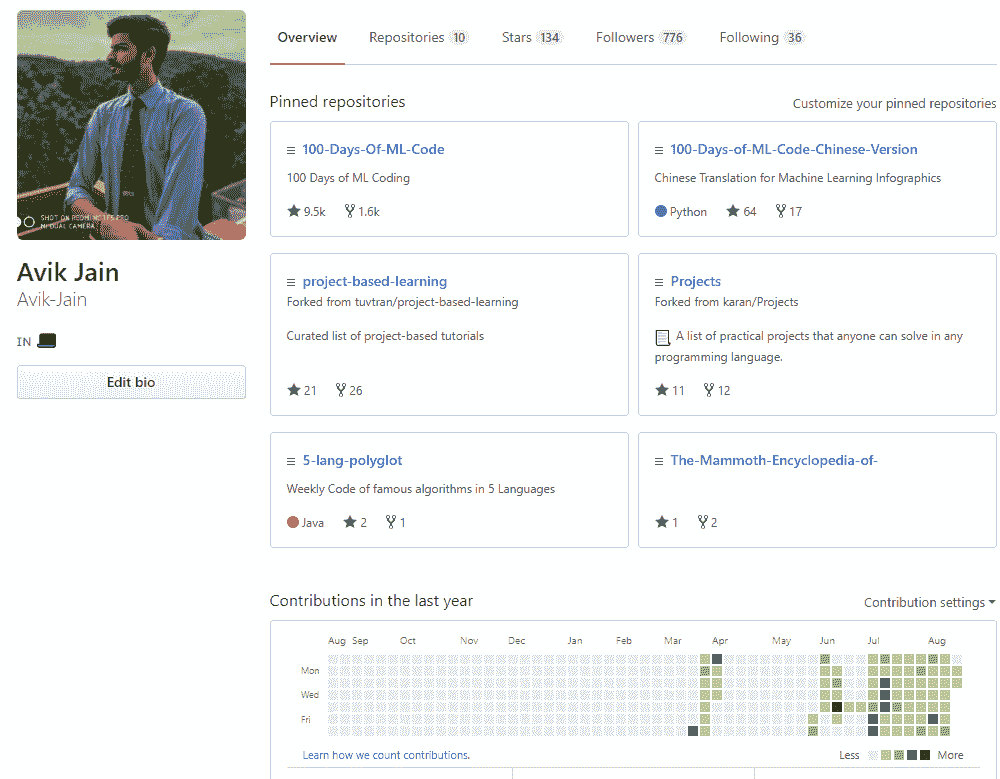 Overview Repositories 10 Stars 134 Followers 776 Following 36
Pinned repositories
Customize your pinned repositories
100-Days-Of-ML-Code
100 Days of ML Coding
9.5k 1.6k
100-Days-of-ML-Code-Chinese-Version
Chinese Translation for Machine Learning Infographics
Python 64 17
project-based-learning
Forked from tuvtran/project-based-learning
Curated list of project-based tutorials
21 26
Projects
Forked from karan/Projects
A list of practical projects that anyone can solve in any
programming language.
11 12
5-lang-polyglot
Weekly Code of famous algorithms in 5 Languages
Java 2 1
The-Mammoth-Encyclopedia-of-
1 2
SHOT ON REDMI NOTE5 PRO
MI DUAL CAMERA
Avik Jain
Avik-Jain
IN
Edit bio
Contributions in the last year
Contribution settings
Aug Sep Oct Nov Dec Jan Feb Mar Apr May Jun Jul Aug
Mon
Wed
Fri
Learn how we count contributions.
Less More